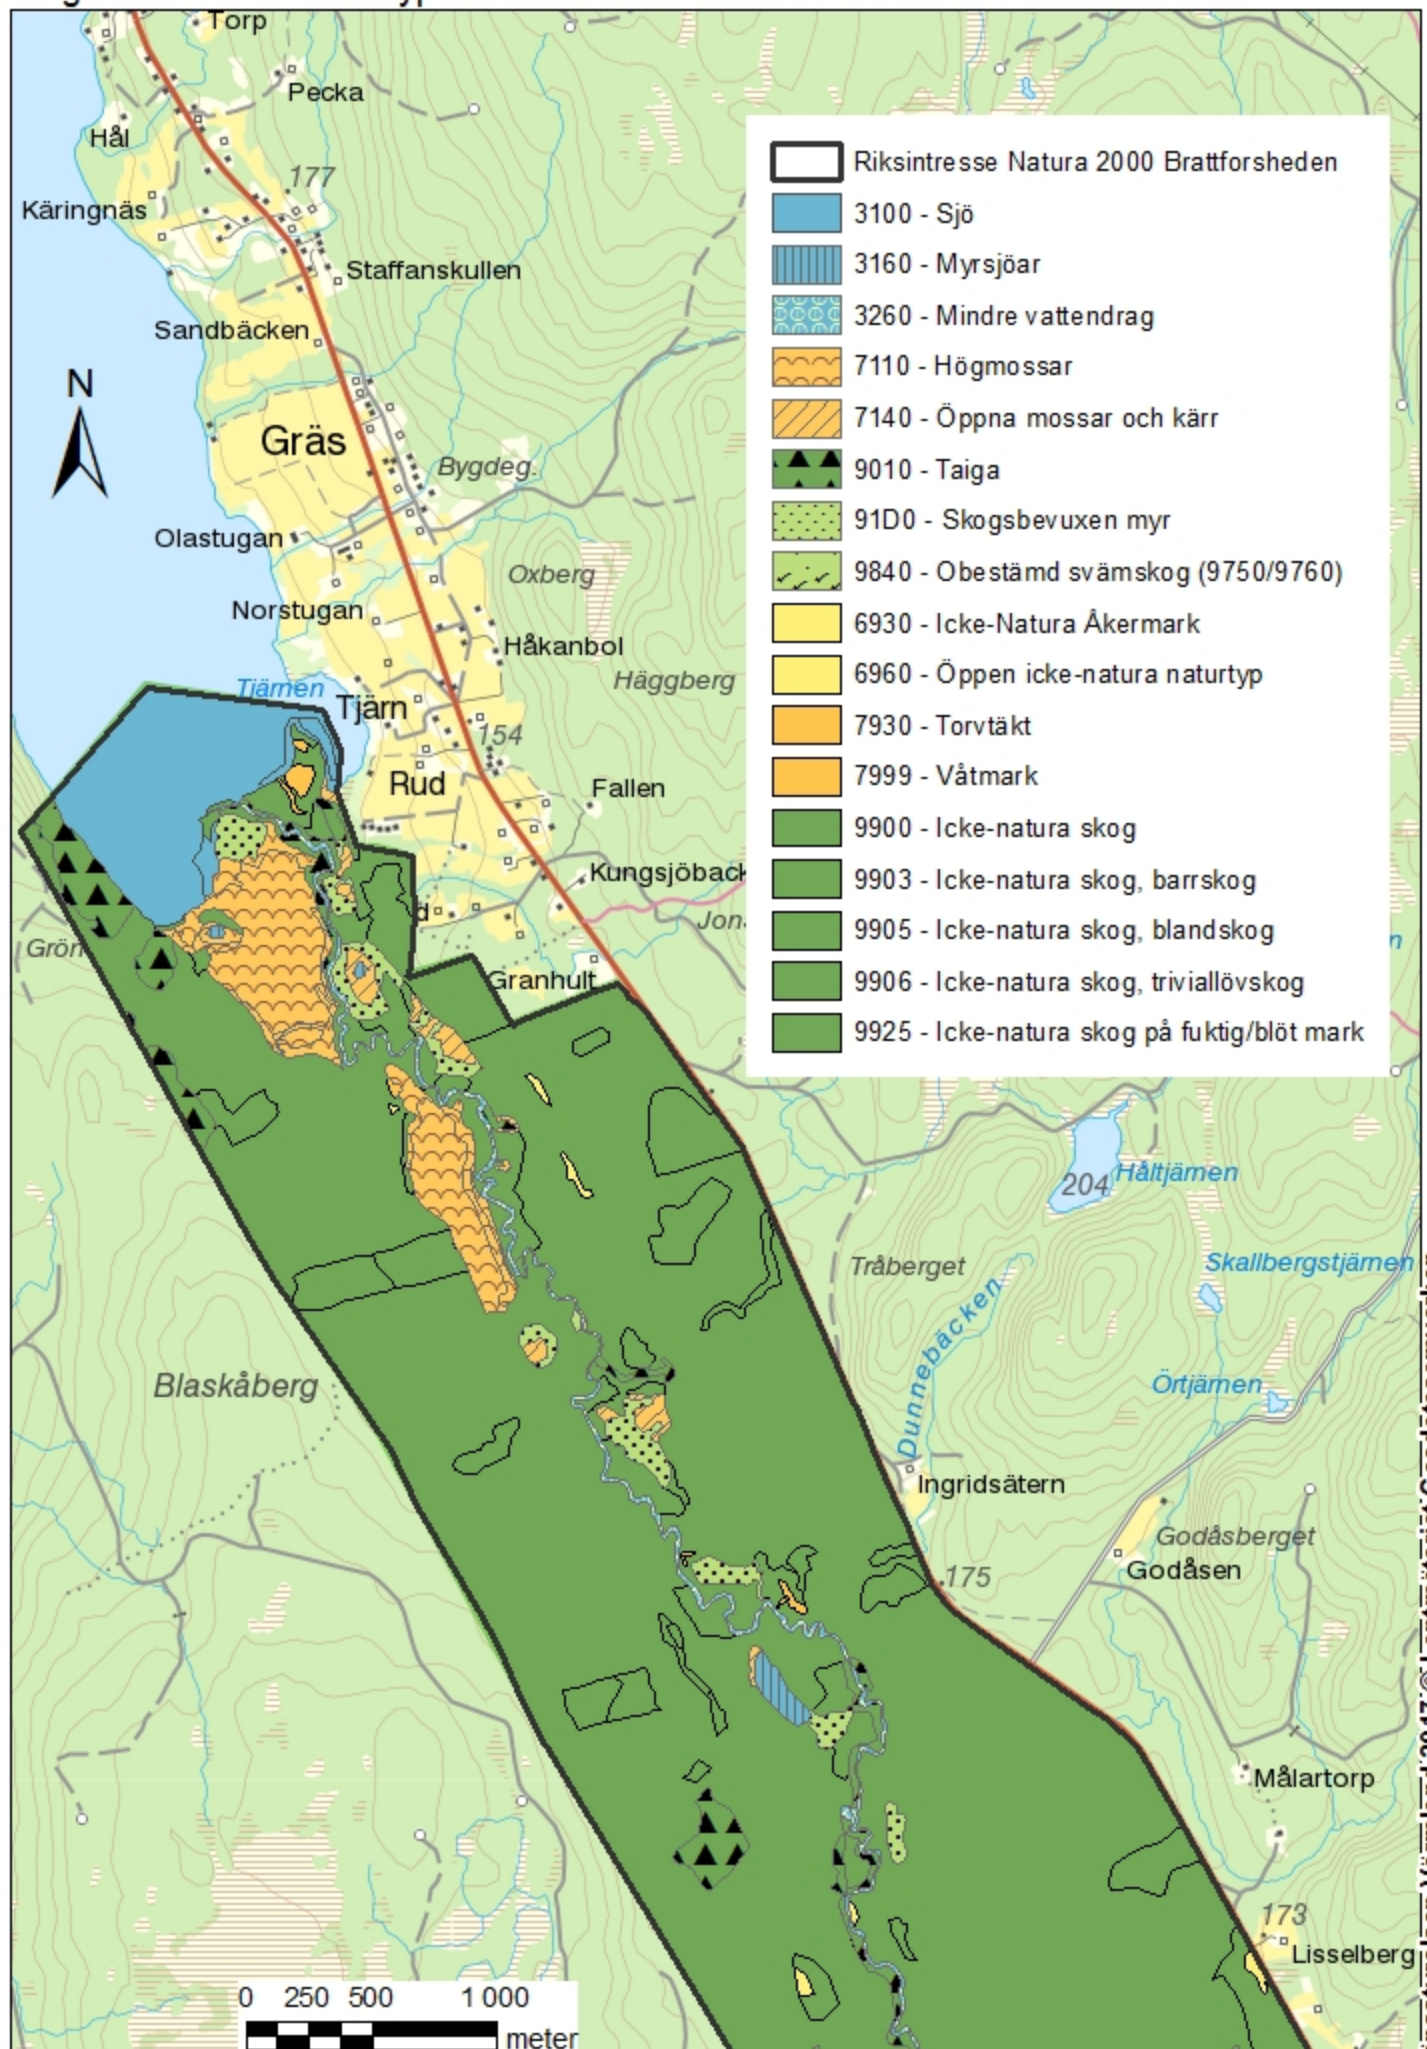 Torp
Pecka
Hål
177
Käringnäs
Staffanskullen
Sandbäcken
N
Gräs
Bygdeg.
Olastugan
Oxberg
Norstugan
Håkanbol
Häggberg
Tjärnen
Tjärn
154
Rud
Fallen
Kungsjöback
Jon
Grön
Granhult
Riksintresse Natura 2000 Brattforsheden
3100 - Sjö
3160 - Myrsjöar
3260 - Mindre vattendrag
7110 - Högmossar
7140 - Öppna mossar och kärr
9010 - Taiga
91D0 - Skogsbevuxen myr
9840 - Obestämd svämskog (9750/9760)
6930 - Icke-Natura Åkermark
6960 - Öppen icke-natura naturtyp
7930 - Torvtäkt
7999 - Våtmark
9900 - Icke-natura skog
9903 - Icke-natura skog, barrskog
9905 - Icke-natura skog, blandskog
9906 - Icke-natura skog, triviallövskog
9925 - Icke-natura skog på fuktig/blöt mark
204
Håltjärnen
Tråberget
Skallbergstjärnen
Dunnebäcken
Örtjärnen
Blaskåberg
Ingridsätern
Godåsberget
Godåsen
175
Målartorp
173
Lisselberg
0 250 500 1 000
meter